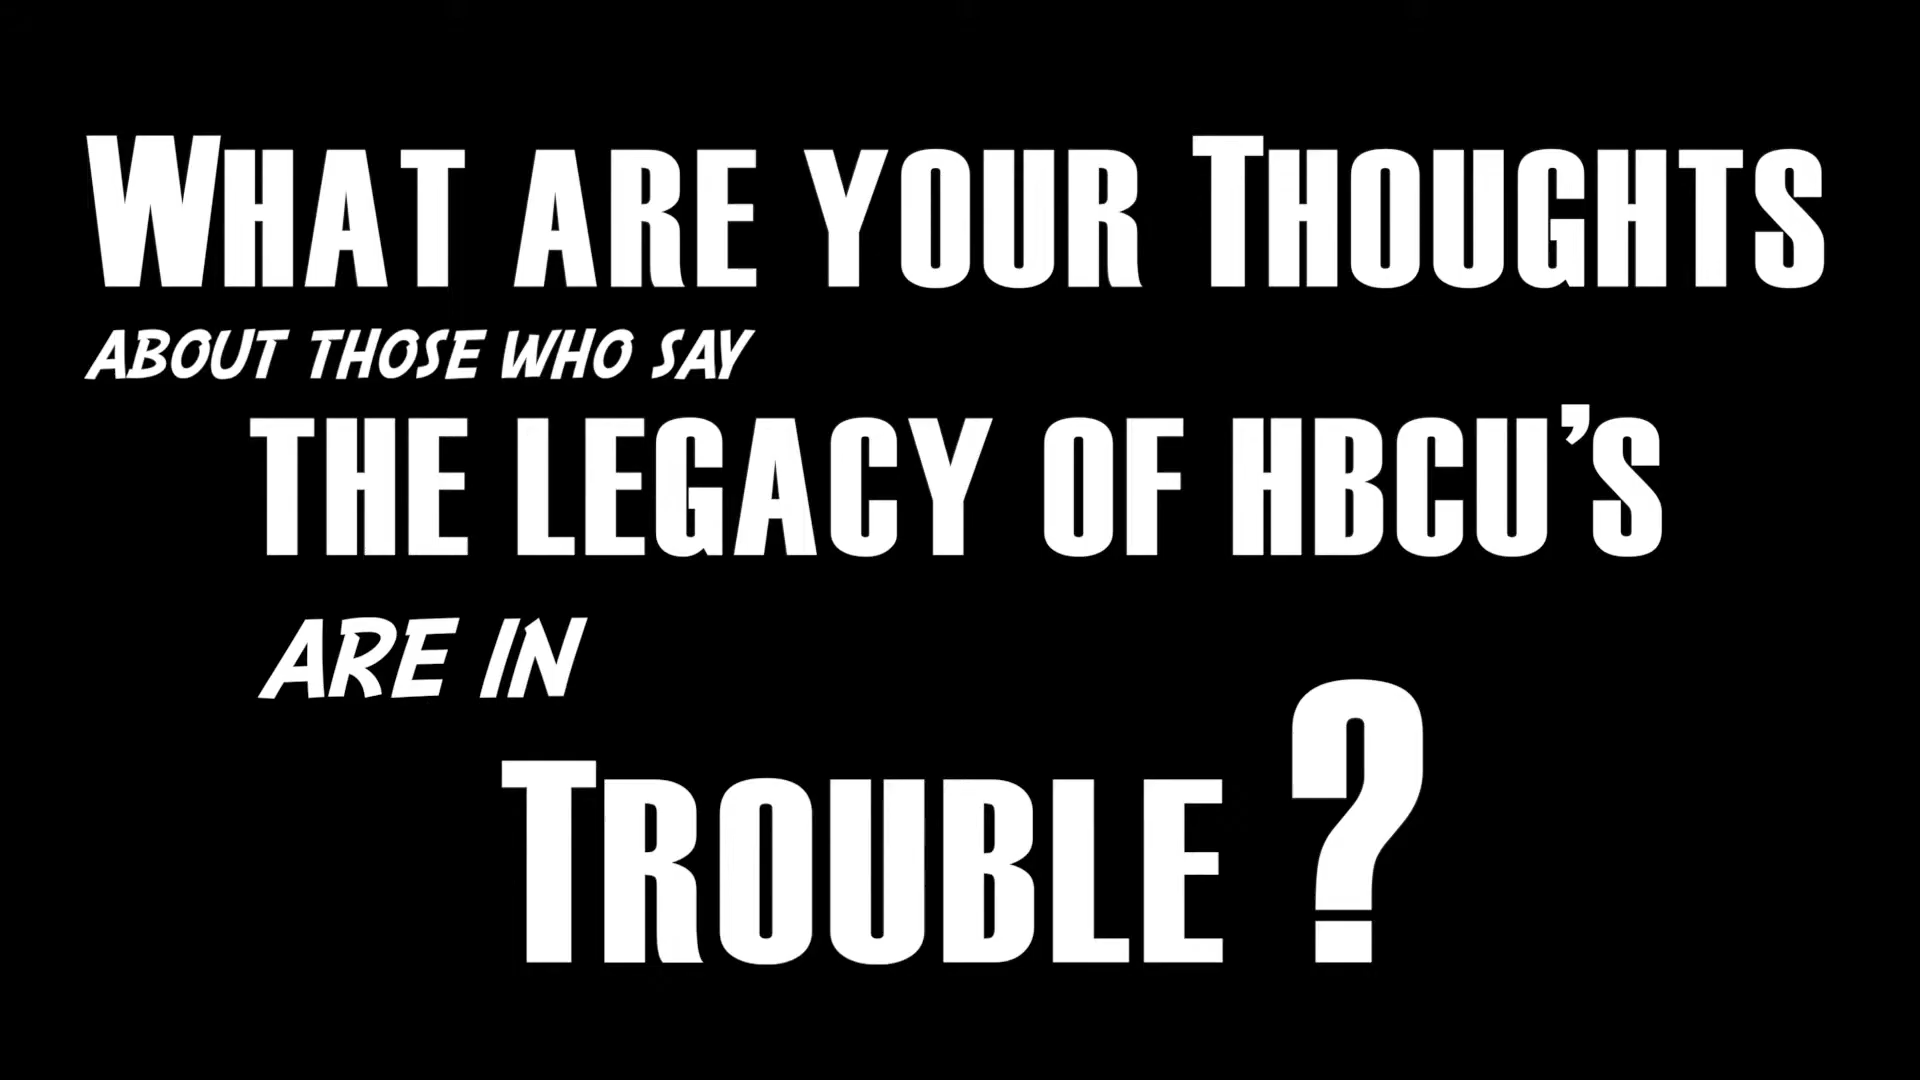 WHAT ARE YOUR THOUGHTS
ABOUT THOSE WHO SAY
THE LEGACY OF HBCU'S
ARE IN
TROUBLE ?